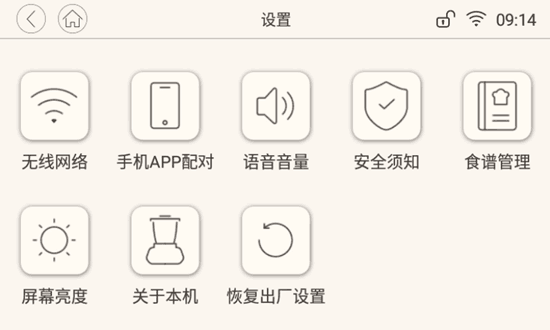 设置
09:14
无线网络
手机APP配对
语音音量
安全须知
食谱管理
屏幕亮度
关于本机
恢复出厂设置